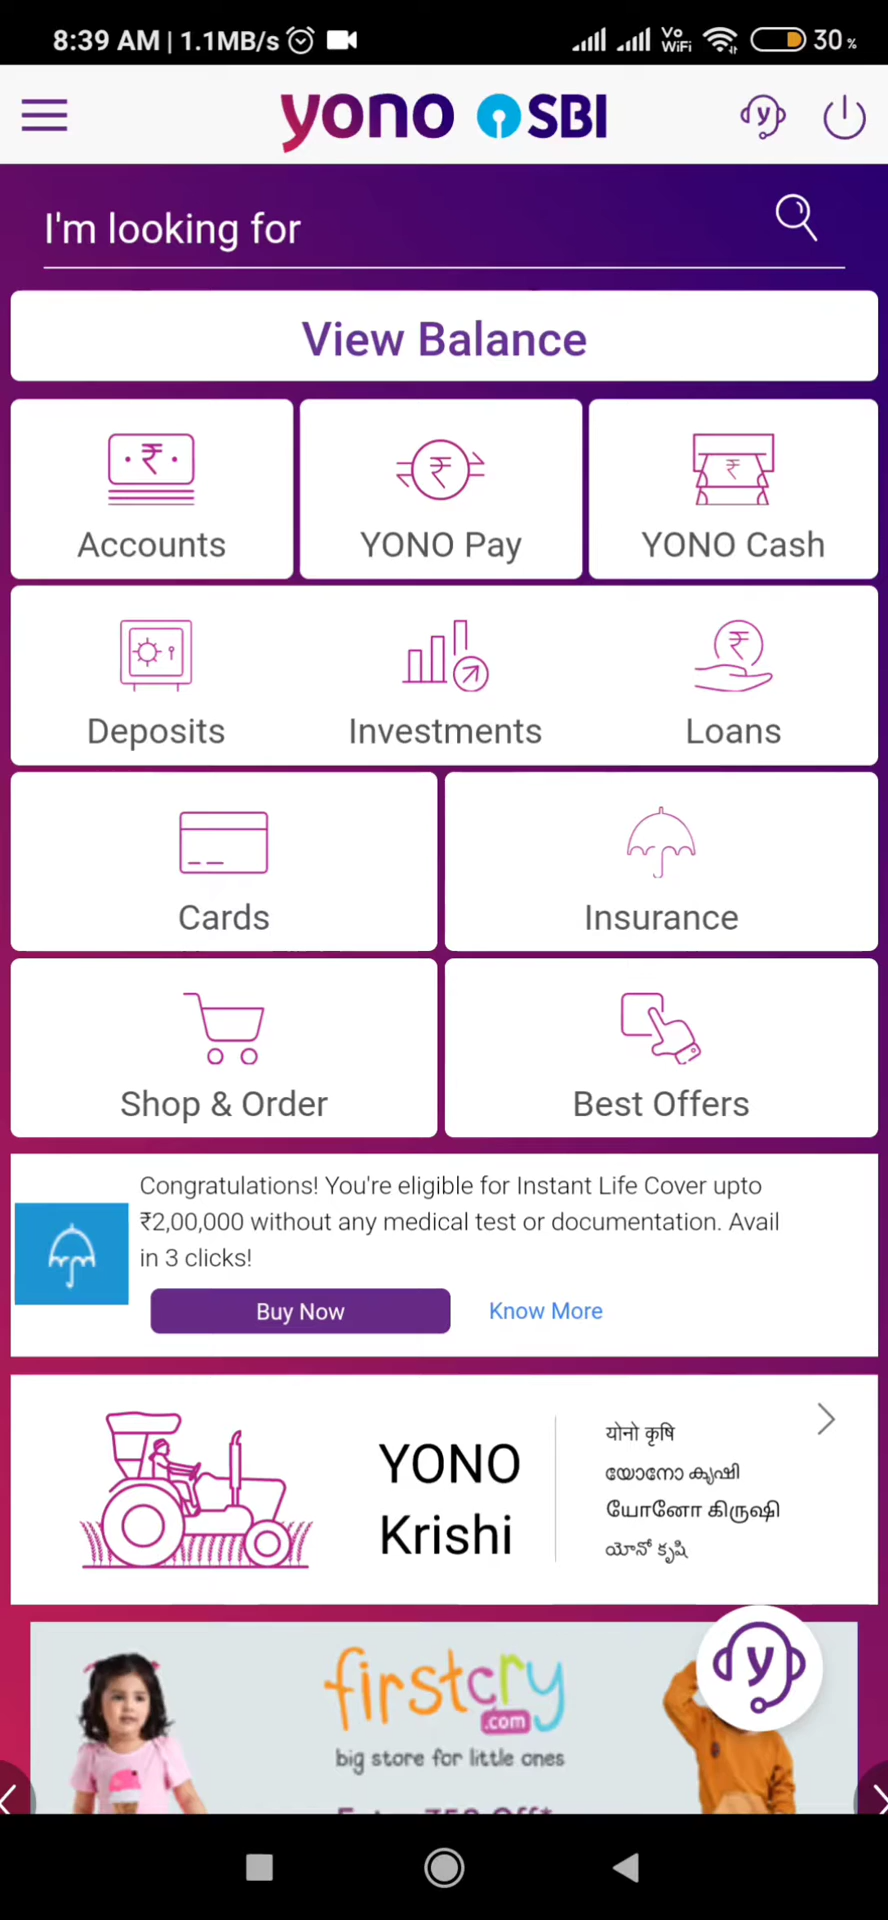 8:39 AM | 1.1MB/s
Vo
WiFi
30 %
yono SBI
y
I'm looking for
View Balance
Accounts
YONO Pay
YONO Cash
Deposits
Investments
Loans
Cards
Insurance
Shop & Order
Best Offers
Congratulations! You're eligible for Instant Life Cover upto
₹2,00,000 without any medical test or documentation. Avail
in 3 clicks!
Buy Now
Know More
YONO
Krishi
योनो कृषि
യോനോ കൃഷി
யோனோ கிருஷி
యోనో కృషి
firstcry
.com
big store for little ones
y